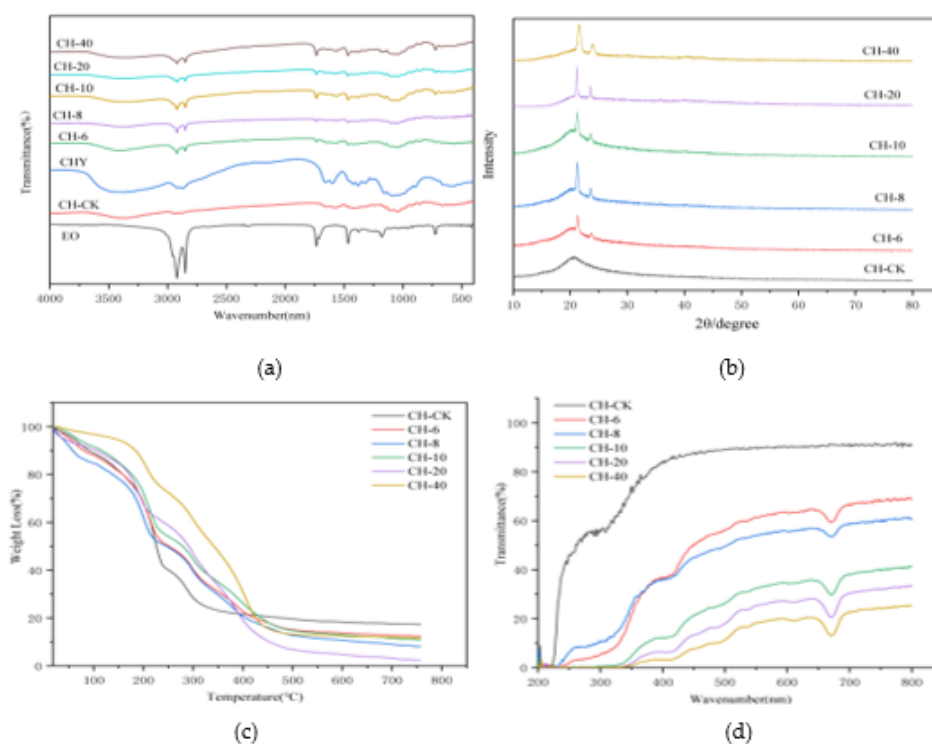 CH-40
CH-20
CH-10
CH-8
CH-6
CHY
CH-CK
EO
Transmittance(%)
4000 3500 3000 2500 2000 1500 1000 500
Wavenumber(nm)
(a)
CH-40
CH-20
CH-10
CH-8
CH-6
CH-CK
Intensity
10 20 30 40 50 60 70 80
2θ/degree
(b)
CH-CK
CH-6
CH-8
CH-10
CH-20
CH-40
100
80
60
40
20
0
Weight Loss(%)
100 200 300 400 500 600 700 800
Temperature(°C)
(c)
CH-CK
CH-6
CH-8
CH-10
CH-20
CH-40
100
80
60
40
20
0
Transmittance(%)
200 300 400 500 600 700 800
Wavenumber(nm)
(d)